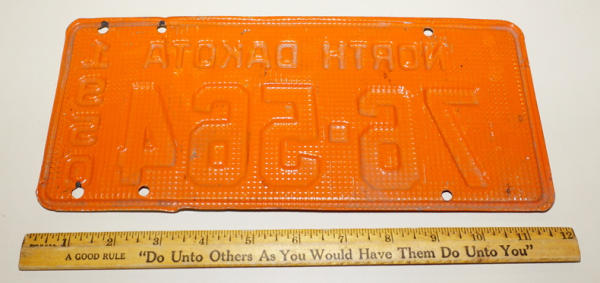 NORTH DAKOTA
76-564
1 2 3 4 5 6 7 8 9 10 11 12
A GOOD RULE "Do Unto Others As You Would Have Them Do Unto You"